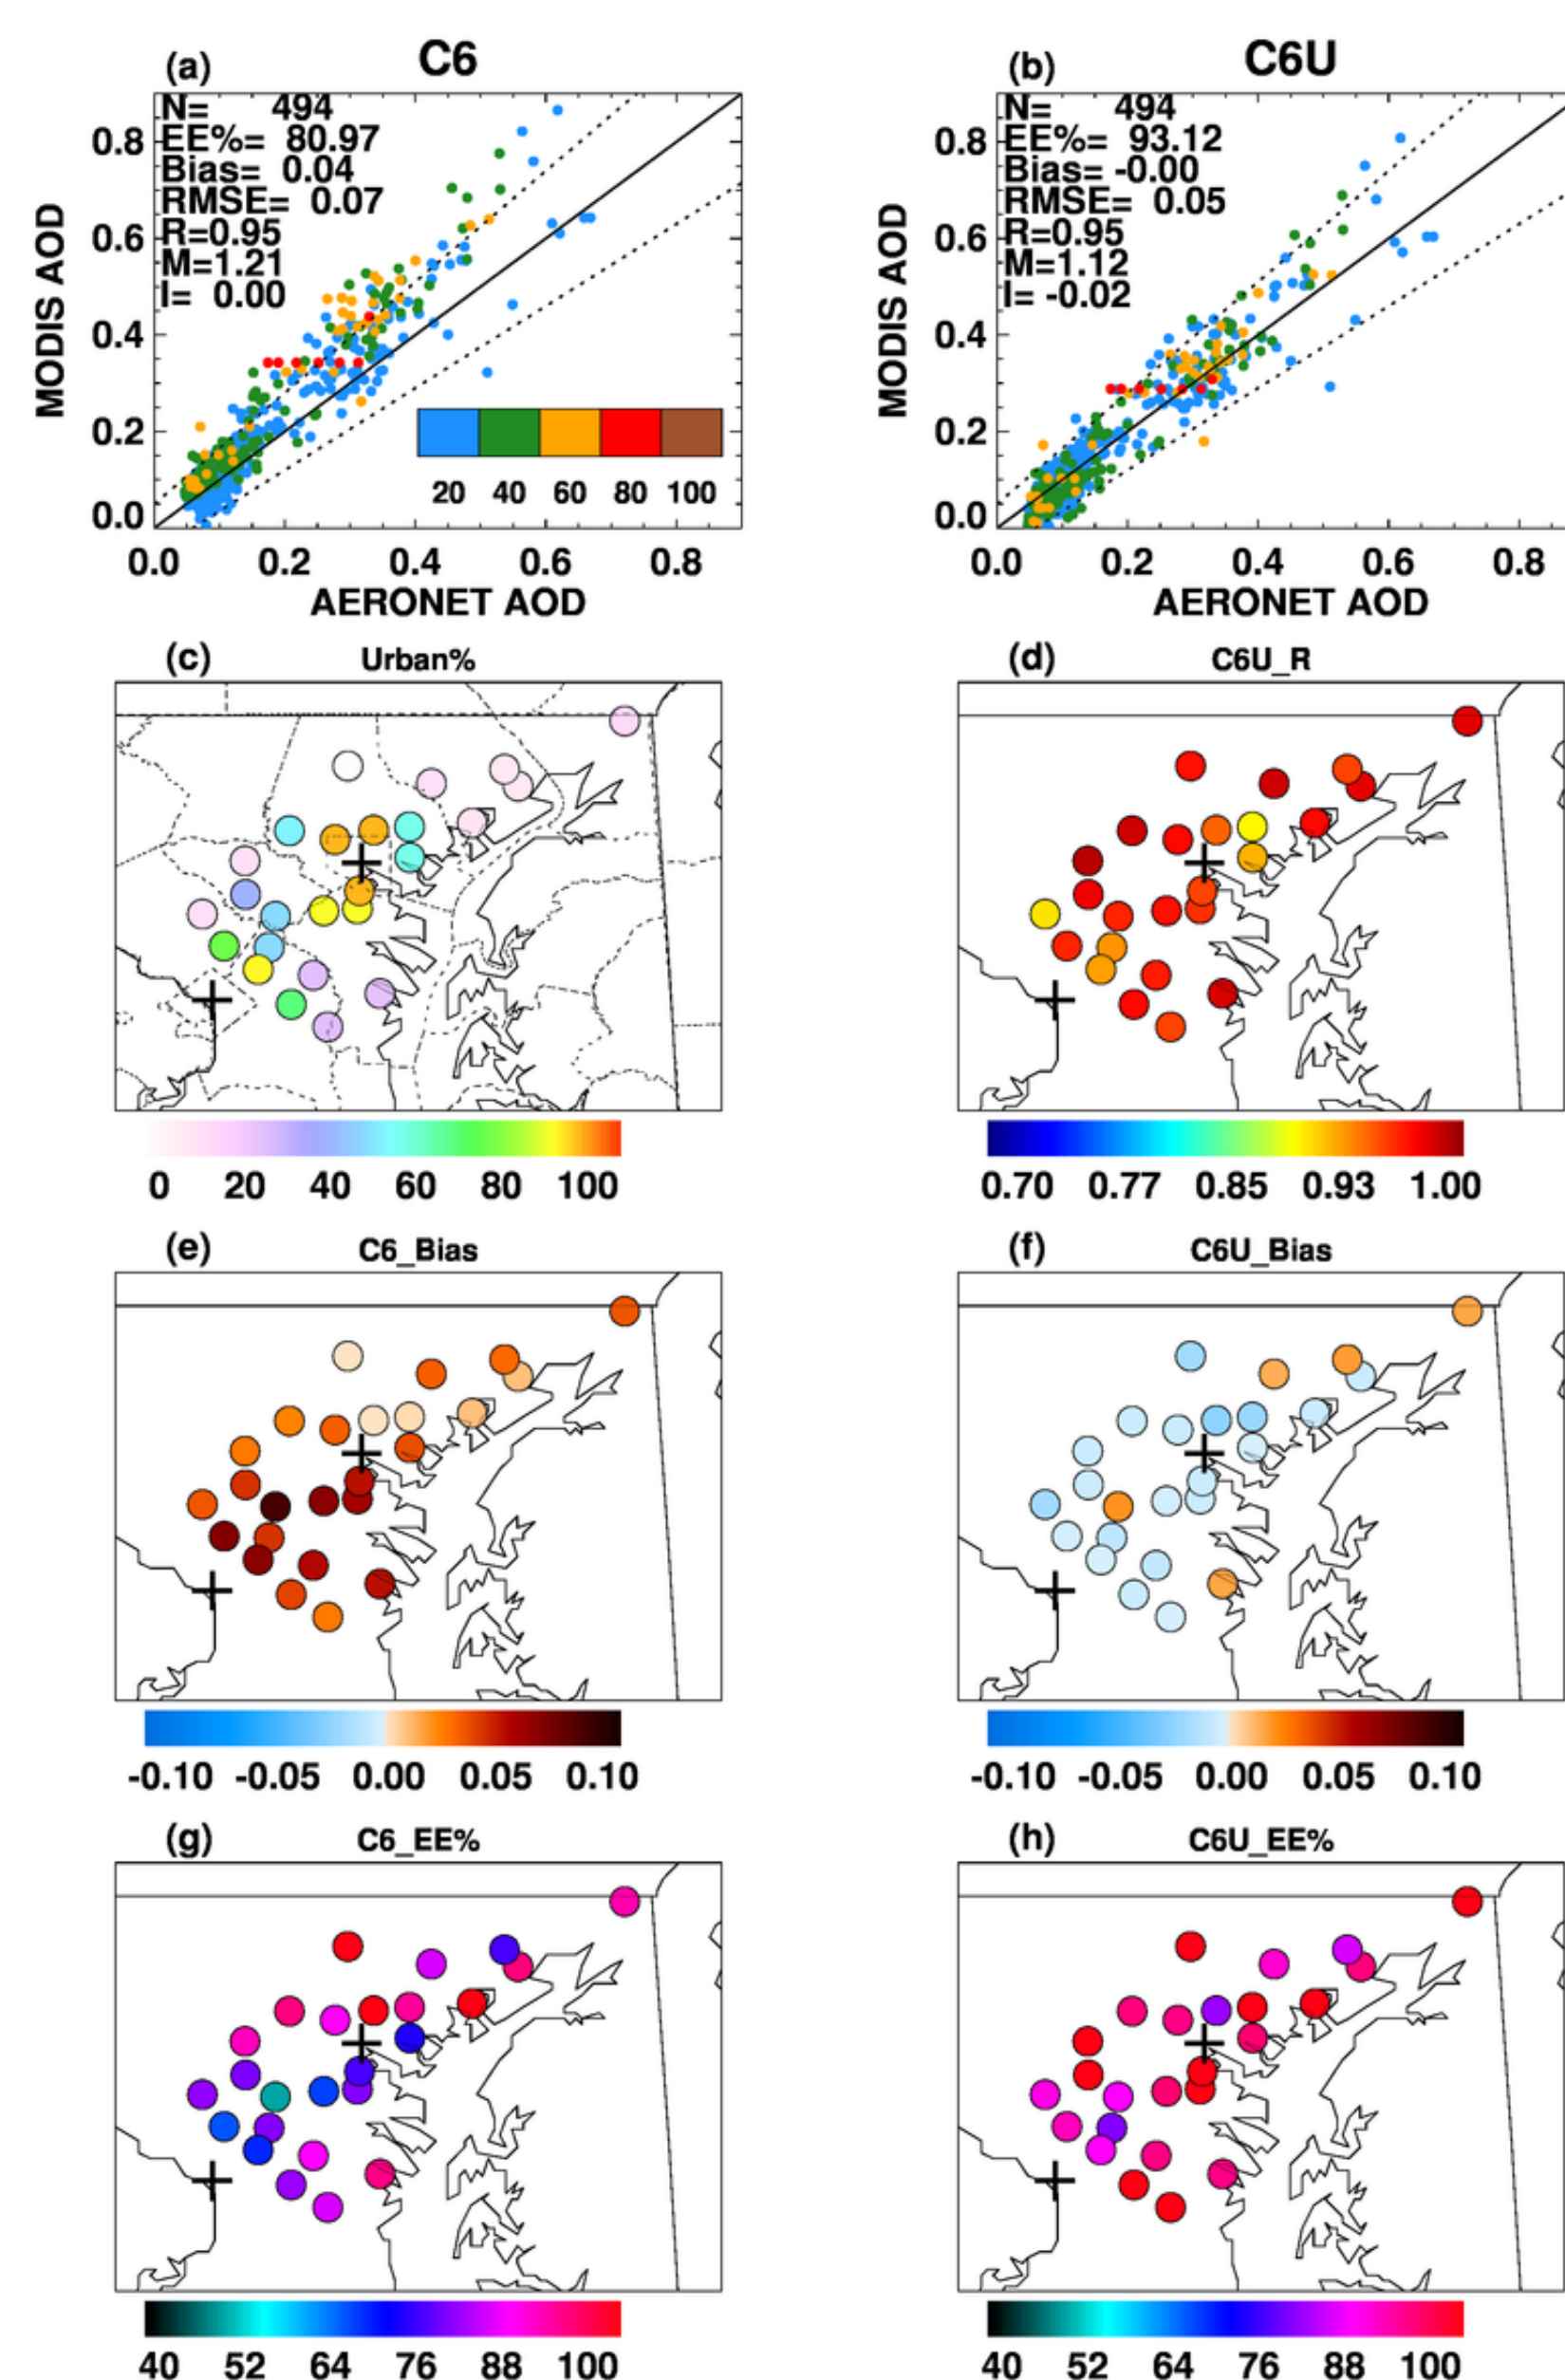 (a) C6
N= 494
EE%= 80.97
Bias= 0.04
RMSE= 0.07
R=0.95
M=1.21
I= 0.00
MODIS AOD
0.8
0.6
0.4
0.2
0.0
20 40 60 80 100
0.0 0.2 0.4 0.6 0.8
AERONET AOD
(b) C6U
N= 494
EE%= 93.12
Bias= -0.00
RMSE= 0.05
R=0.95
M=1.12
I= -0.02
MODIS AOD
0.8
0.6
0.4
0.2
0.0
0.0 0.2 0.4 0.6 0.8
AERONET AOD
(c) Urban%
0 20 40 60 80 100
(d) C6U_R
0.70 0.77 0.85 0.93 1.00
(e) C6_Bias
-0.10 -0.05 0.00 0.05 0.10
(f) C6U_Bias
-0.10 -0.05 0.00 0.05 0.10
(g) C6_EE%
40 52 64 76 88 100
(h) C6U_EE%
40 52 64 76 88 100